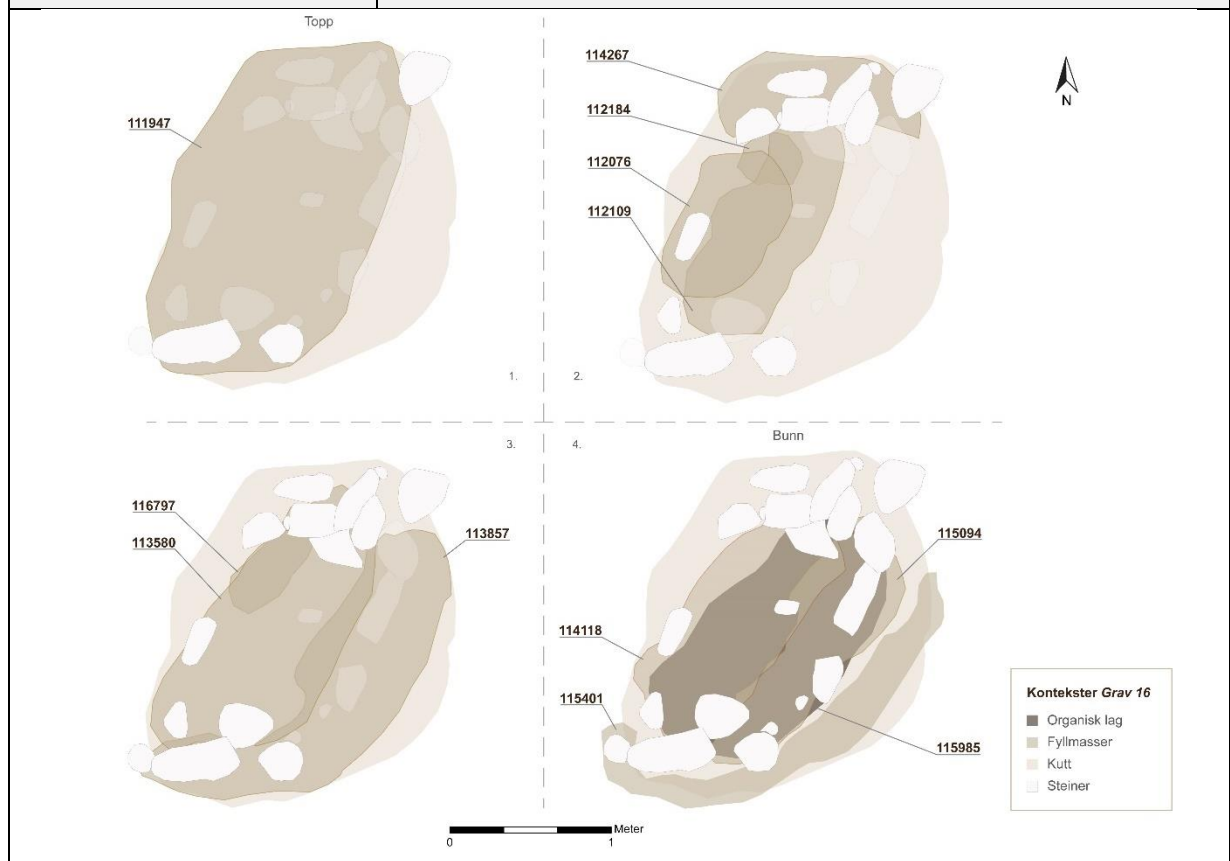 Topp
111947
1.
114267
112184
112076
112109
2.
N
3.
116797
113580
113857
4.
Bunn
115094
114118
115401
115985
Kontekster Grav 16
Organisk lag
Fyllmasser
Kutt
Steiner
Meter
0
1